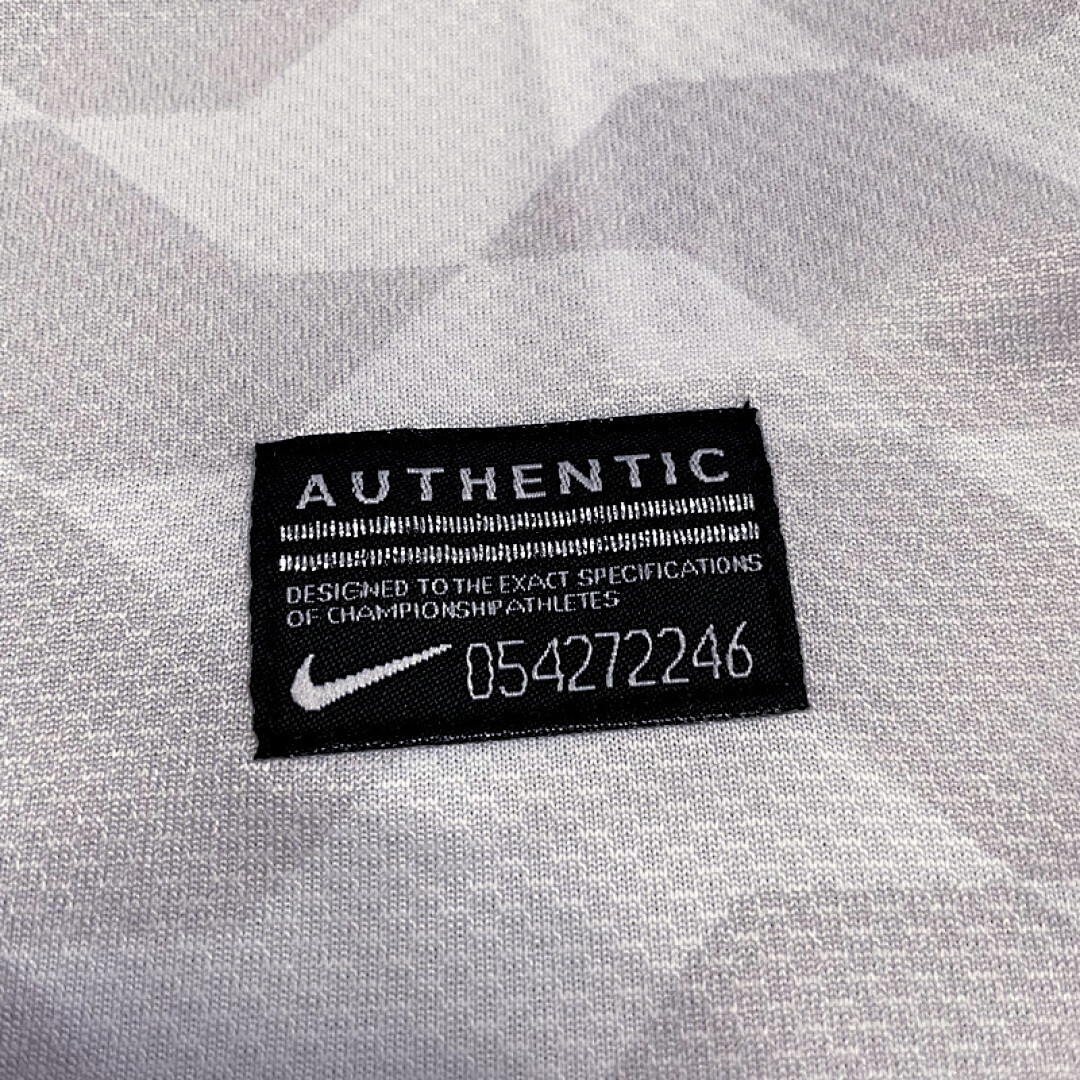 AUTHENTIC
DESIGNED TO THE EXACT SPECIFICATIONS
OF CHAMPIONSHIP ATHLETES
054272246